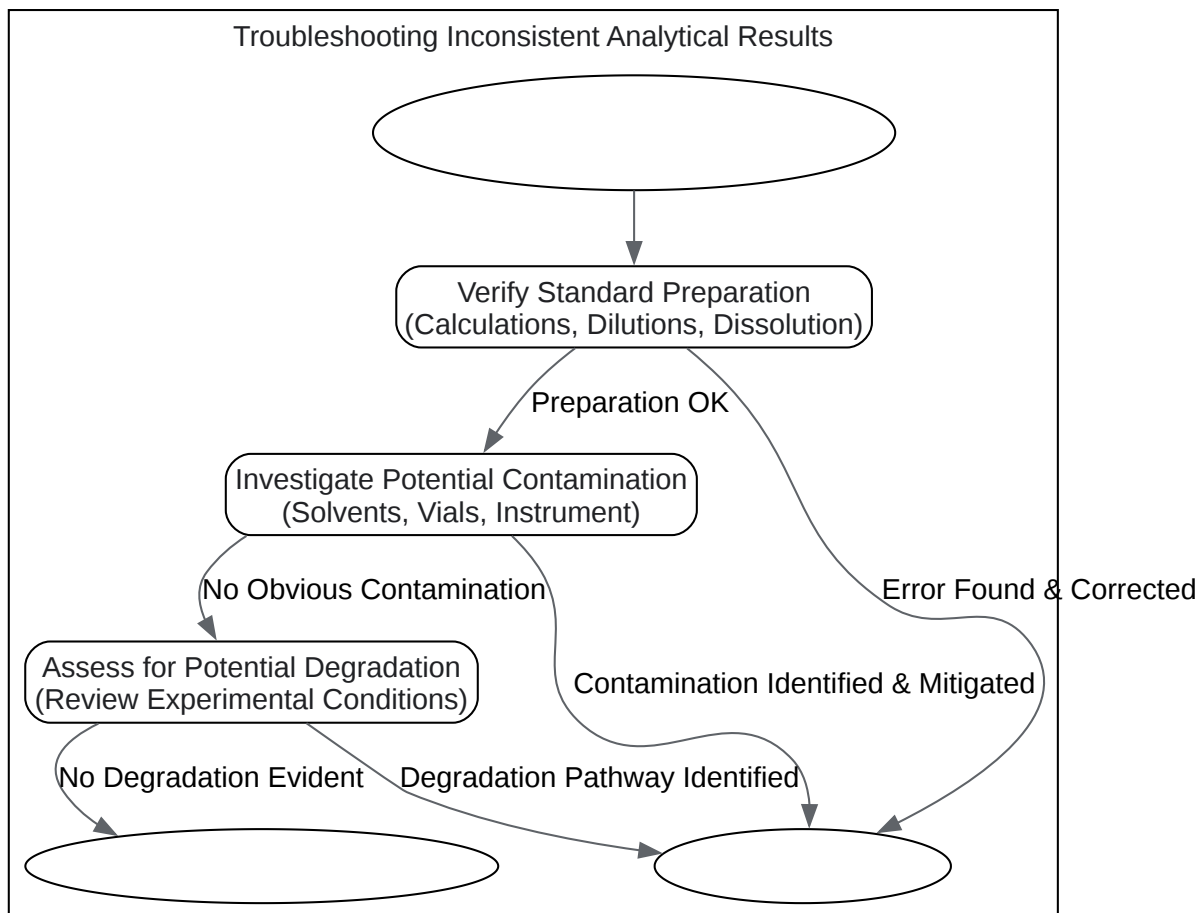 Troubleshooting Inconsistent Analytical Results
Verify Standard Preparation
(Calculations, Dilutions, Dissolution)
Preparation OK
Investigate Potential Contamination
(Solvents, Vials, Instrument)
No Obvious Contamination
Error Found & Corrected
Assess for Potential Degradation
(Review Experimental Conditions)
Contamination Identified & Mitigated
No Degradation Evident
Degradation Pathway Identified